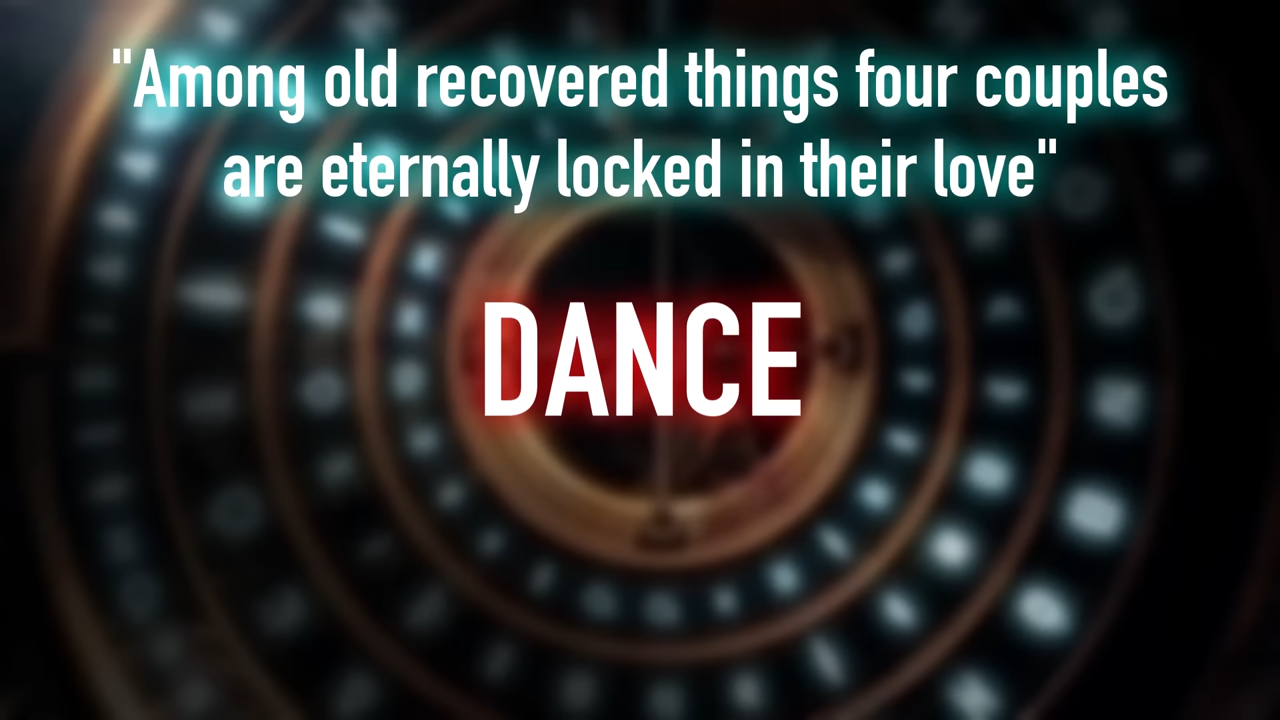 "Among old recovered things four couples
are eternally locked in their love"
DANCE